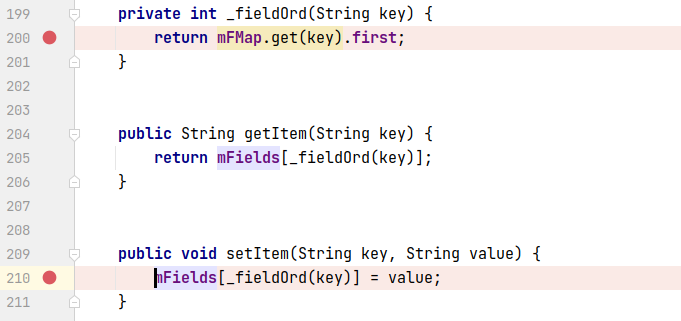 199 private int _fieldOrd(String key) {
200 return mFMap.get(key).first;
201 }
202
203
204 public String getItem(String key) {
205 return mFields[_fieldOrd(key)];
206 }
207
208
209 public void setItem(String key, String value) {
210 mFields[_fieldOrd(key)] = value;
211 }